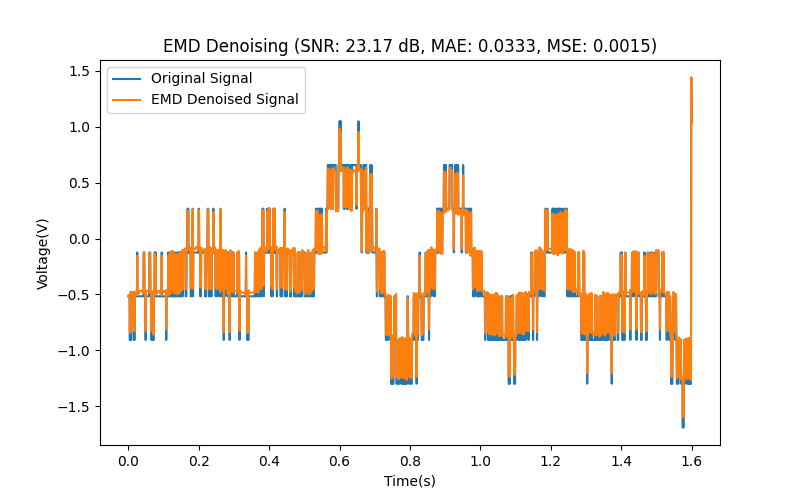 EMD Denoising (SNR: 23.17 dB, MAE: 0.0333, MSE: 0.0015)
Original Signal
EMD Denoised Signal
1.5
1.0
0.5
0.0
−0.5
−1.0
−1.5
Voltage(V)
0.0 0.2 0.4 0.6 0.8 1.0 1.2 1.4 1.6
Time(s)